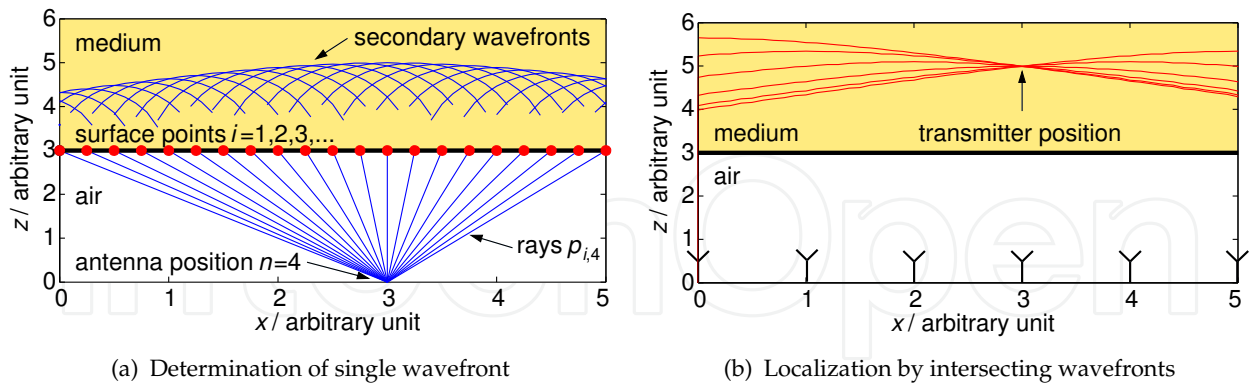 6
5
4
3
2
1
0
z / arbitrary unit
medium
secondary wavefronts
surface points i=1,2,3,...
air
rays p_{i,4}
antenna position n=4
0 1 2 3 4 5
x / arbitrary unit
(a) Determination of single wavefront
6
5
4
3
2
1
0
z / arbitrary unit
medium
transmitter position
air
0 1 2 3 4 5
x / arbitrary unit
(b) Localization by intersecting wavefronts